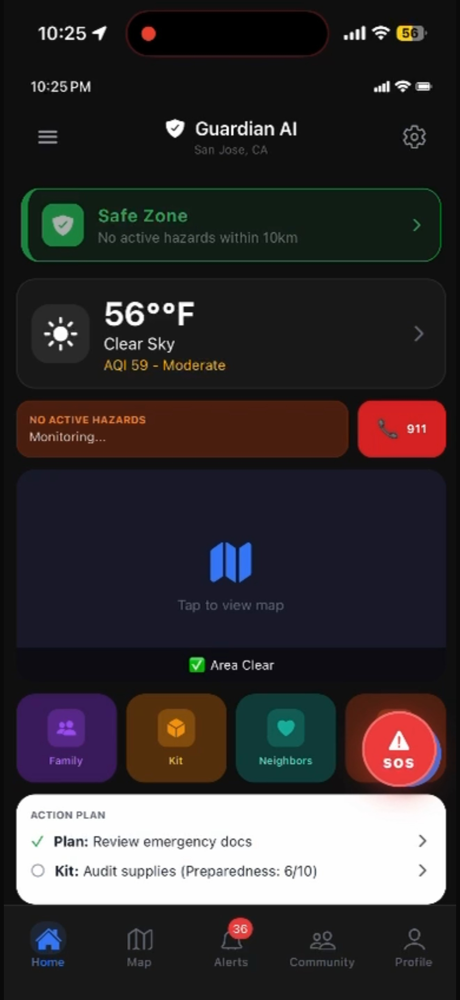 10:25
56
10:25 PM
Guardian AI
San Jose, CA
Safe Zone
No active hazards within 10km
56°°F
Clear Sky
AQI 59 - Moderate
NO ACTIVE HAZARDS
Monitoring...
911
Tap to view map
✅ Area Clear
Family
Kit
Neighbors
SOS
ACTION PLAN
Plan: Review emergency docs
Kit: Audit supplies (Preparedness: 6/10)
36
Home
Map
Alerts
Community
Profile